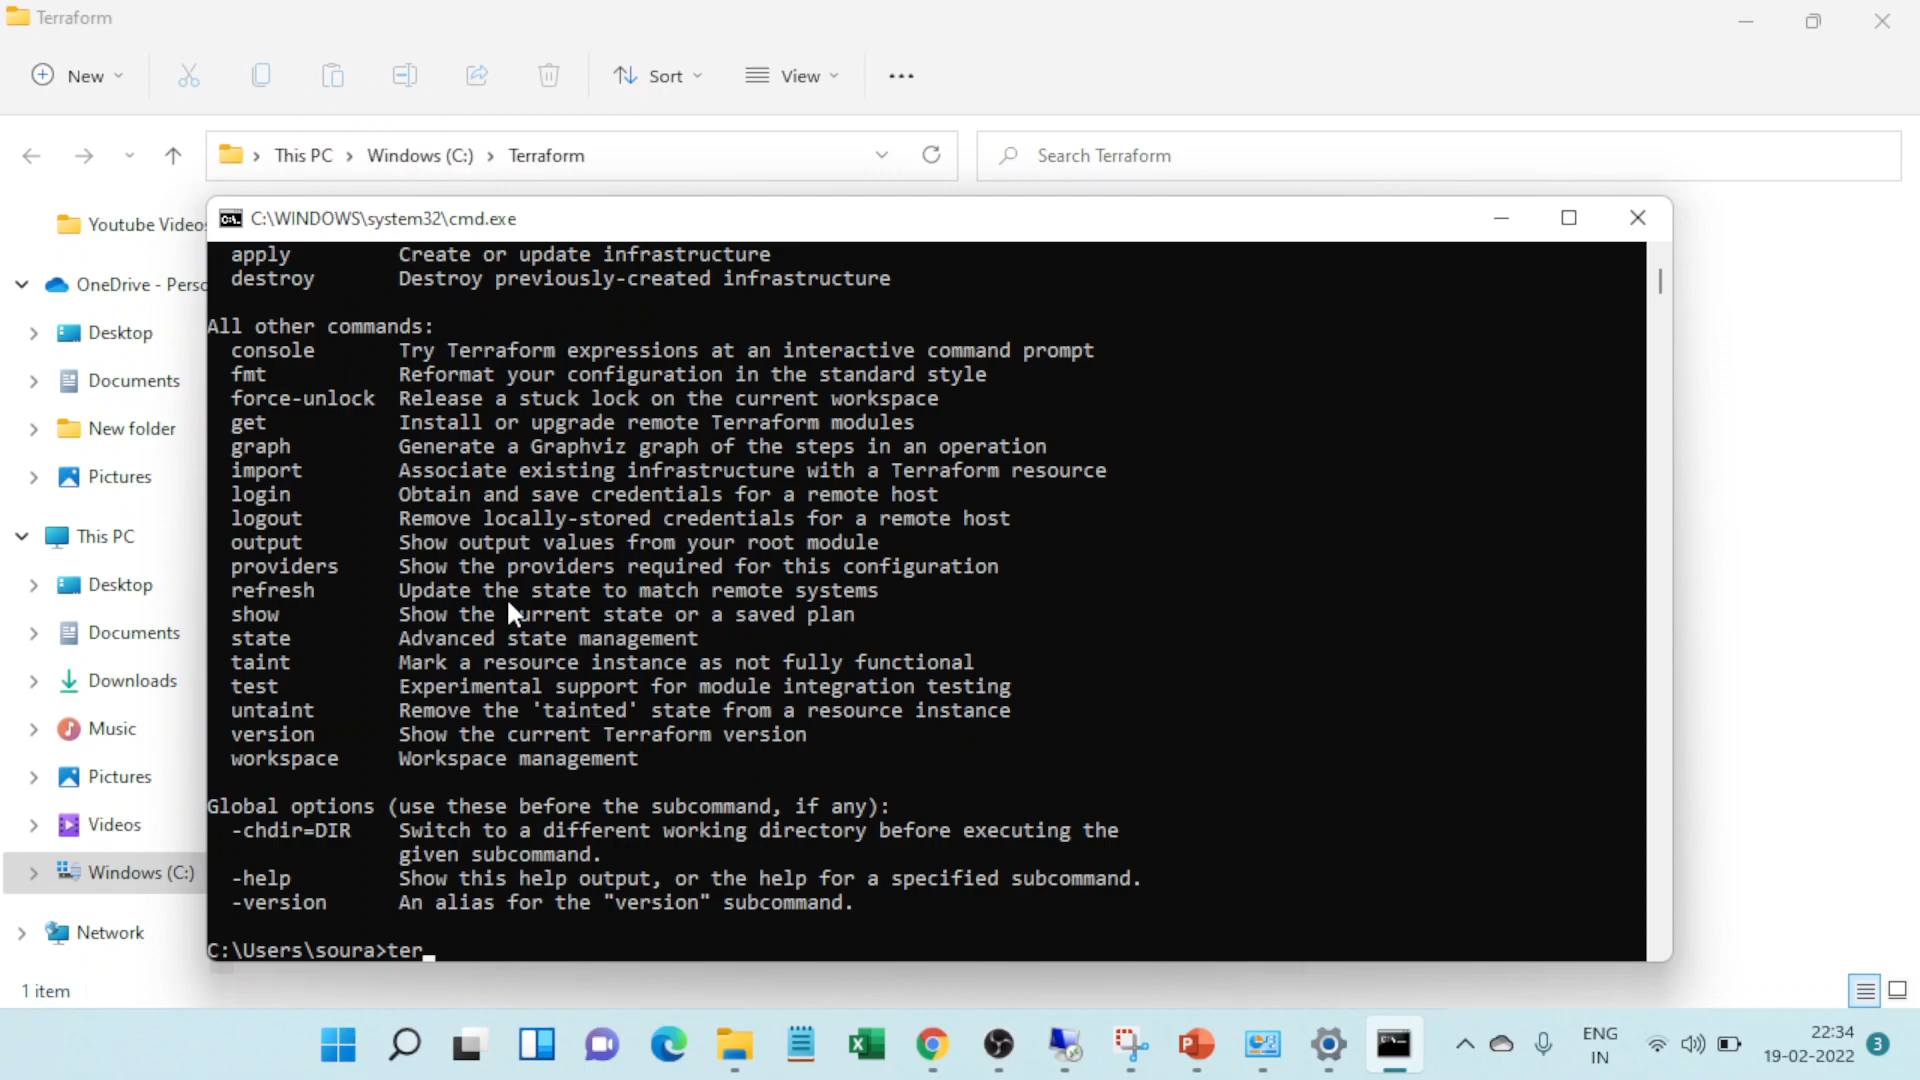 Terraform
New
Sort
View
This PC > Windows (C:) > Terraform
Search Terraform
Youtube Videos
OneDrive - Perso
Desktop
Documents
New folder
Pictures
This PC
Desktop
Documents
Downloads
Music
Pictures
Videos
Windows (C:)
Network
1 item
C:\WINDOWS\system32\cmd.exe
apply Create or update infrastructure
destroy Destroy previously-created infrastructure
All other commands:
console Try Terraform expressions at an interactive command prompt
fmt Reformat your configuration in the standard style
force-unlock Release a stuck lock on the current workspace
get Install or upgrade remote Terraform modules
graph Generate a Graphviz graph of the steps in an operation
import Associate existing infrastructure with a Terraform resource
login Obtain and save credentials for a remote host
logout Remove locally-stored credentials for a remote host
output Show output values from your root module
providers Show the providers required for this configuration
refresh Update the state to match remote systems
show Show the current state or a saved plan
state Advanced state management
taint Mark a resource instance as not fully functional
test Experimental support for module integration testing
untaint Remove the 'tainted' state from a resource instance
version Show the current Terraform version
workspace Workspace management
Global options (use these before the subcommand, if any):
-chdir=DIR Switch to a different working directory before executing the
given subcommand.
-help Show this help output, or the help for a specified subcommand.
-version An alias for the "version" subcommand.
C:\Users\soura>ter_
ENG
IN
22:34
19-02-2022
3